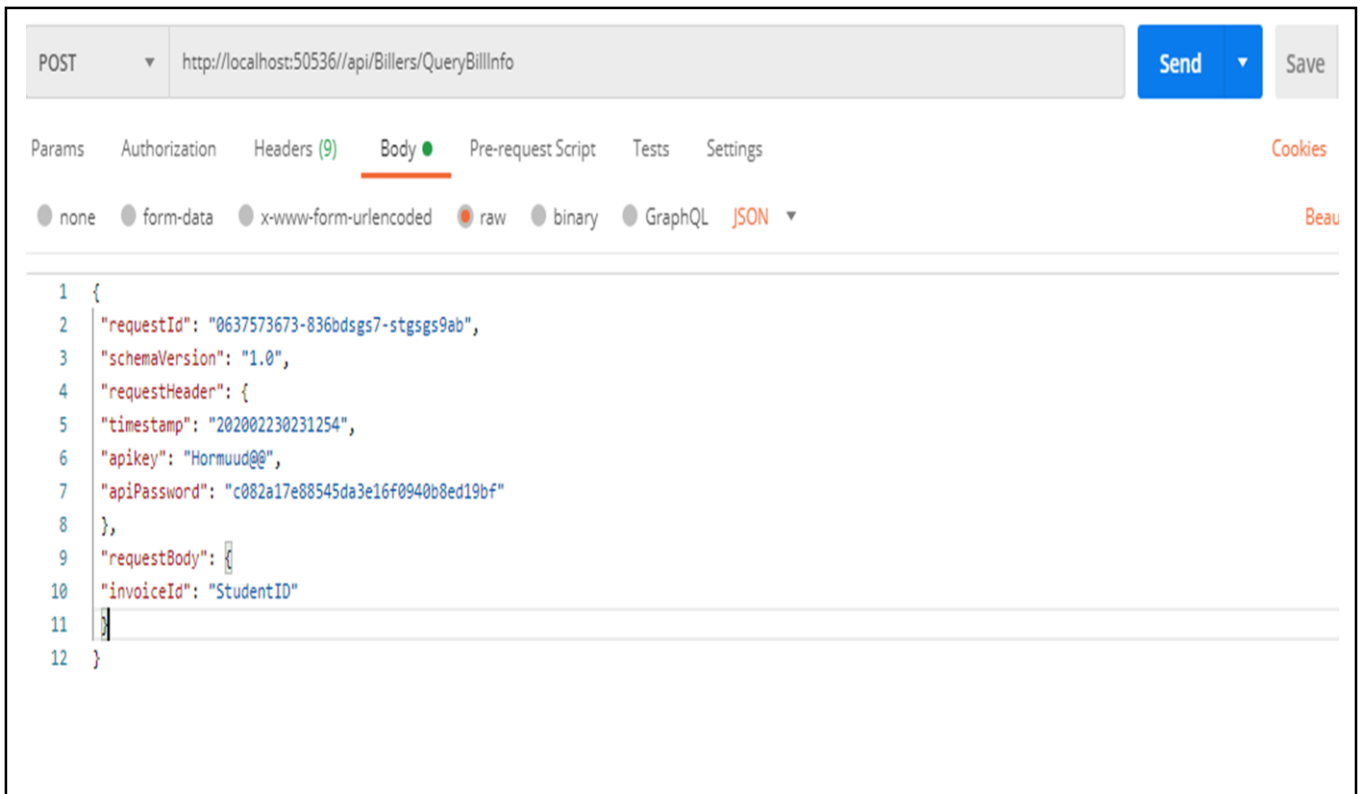 POST http://localhost:50536//api/Billers/QueryBillInfo Send Save
Params Authorization Headers (9) Body Pre-request Script Tests Settings Cookies
none form-data x-www-form-urlencoded raw binary GraphQL JSON Beau
1 {
2 "requestId": "0637573673-836bdsgs7-stgsgs9ab",
3 "schemaVersion": "1.0",
4 "requestHeader": {
5 "timestamp": "202002230231254",
6 "apikey": "Hormuud@@",
7 "apiPassword": "c082a17e88545da3e16f0940b8ed19bf"
8 },
9 "requestBody": {
10 "invoiceId": "StudentID"
11 }
12 }